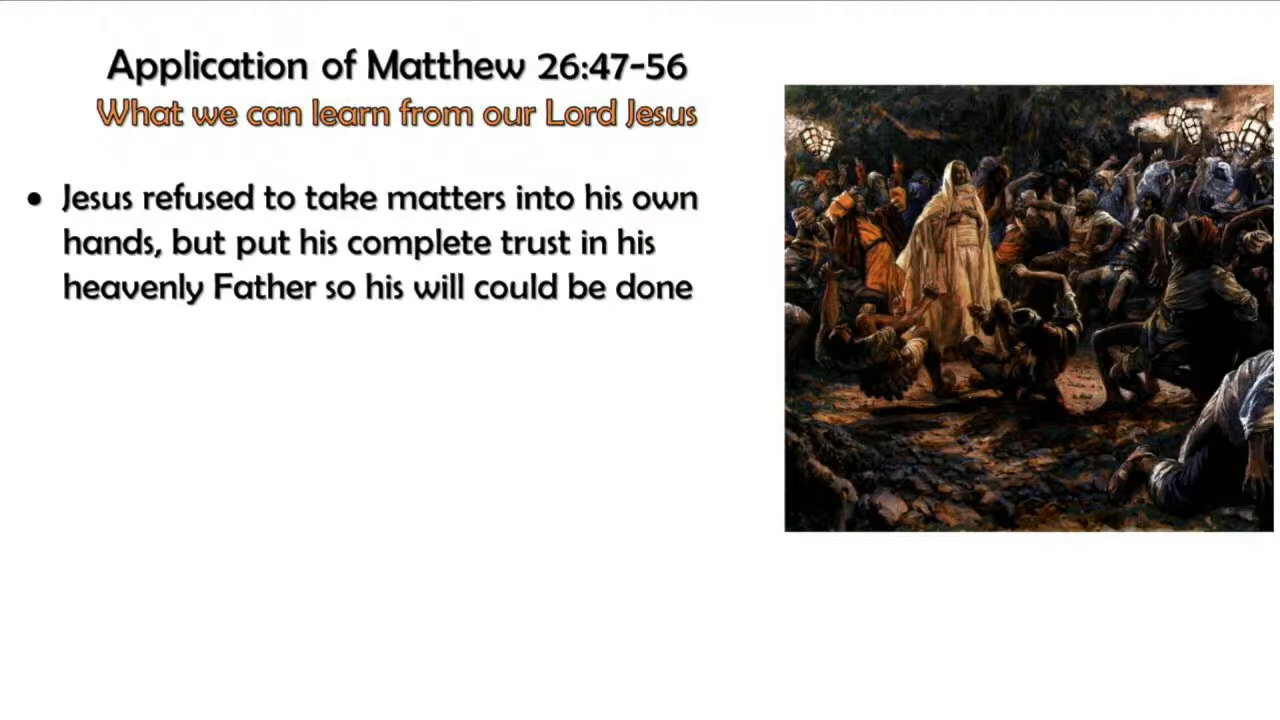 Application of Matthew 26:47-56
What we can learn from our Lord Jesus
• Jesus refused to take matters into his own
hands, but put his complete trust in his
heavenly Father so his will could be done